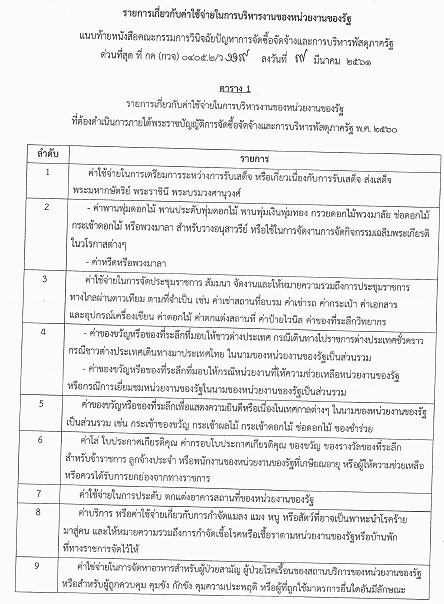 รายการเกี่ยวกับค่าใช้จ่ายในการบริหารงานของหน่วยงานของรัฐ
แนบท้ายหนังสือคณะกรรมการวินิจฉัยปัญหาการจัดซื้อจัดจ้างและการบริหารพัสดุภาครัฐ
ด่วนที่สุด ที่ กค (กวจ) ๐๔๐๕.๒/ว ๑๑๙ ลงวันที่ ๗ มีนาคม ๒๕๖๑
ตาราง 1
รายการเกี่ยวกับค่าใช้จ่ายในการบริหารงานของหน่วยงานของรัฐ
ที่ต้องดำเนินการภายใต้พระราชบัญญัติการจัดซื้อจัดจ้างและการบริหารพัสดุภาครัฐ พ.ศ. ๒๕๖๐
ลำดับ รายการ
1 ค่าใช้จ่ายในการเตรียมการระหว่างการรับเสด็จ หรือเกี่ยวเนื่องกับการรับเสด็จ ส่งเสด็จ
พระมหากษัตริย์ พระราชินี พระบรมวงศานุวงศ์
2 - ค่าพานพุ่มดอกไม้ พานประดับพุ่มดอกไม้ พานพุ่มเงินพุ่มทอง กรวยดอกไม้พวงมาลัย ช่อดอกไม้
กระเช้าดอกไม้ หรือพวงมาลา สำหรับวางอนุสาวรีย์ หรือใช้ในการจัดงานการจัดกิจกรรมเฉลิมพระเกียรติ
ในวโรกาสต่างๆ
- ค่าหรีดหรือพวงมาลา
3 ค่าใช้จ่ายในการจัดประชุมราชการ สัมมนา จัดงานและให้หมายความรวมถึงการประชุมราชการ
ทางไกลผ่านดาวเทียม ตามที่จำเป็น เช่น ค่าเช่าสถานที่อบรม ค่าเช่ารถ ค่ากระเป๋า ค่าเอกสาร
และอุปกรณ์เครื่องเขียน ค่าดอกไม้ ค่าตกแต่งสถานที่ ค่าป้ายไวนิล ค่าของที่ระลึกวิทยากร
4 - ค่าของขวัญหรือของที่ระลึกที่มอบให้ชาวต่างประเทศ กรณีเดินทางไปราชการต่างประเทศชั่วคราว
กรณีชาวต่างประเทศเดินทางมาประเทศไทย ในนามของหน่วยงานของรัฐเป็นส่วนรวม
- ค่าของขวัญหรือของที่ระลึกที่มอบให้กรณีหน่วยงานที่ให้ความช่วยเหลือหน่วยงานของรัฐ
หรือกรณีการเยี่ยมชมหน่วยงานของรัฐในนามของหน่วยงานของรัฐเป็นส่วนรวม
5 ค่าของขวัญหรือของที่ระลึกเพื่อแสดงความยินดีหรือเนื่องในเทศกาลต่างๆ ในนามของหน่วยงานของรัฐ
เป็นส่วนรวม เช่น กระเช้าของขวัญ กระเช้าผลไม้ กระเช้าดอกไม้ ช่อดอกไม้ ของชำร่วย
6 ค่าโล่ ใบประกาศเกียรติคุณ ค่ากรอบใบประกาศเกียรติคุณ ของขวัญ ของรางวัลของที่ระลึก
สำหรับข้าราชการ ลูกจ้างประจำ หรือพนักงานของหน่วยงานของรัฐที่เกษียณอายุ หรือผู้ให้ความช่วยเหลือ
หรือควรได้รับการยกย่องจากทางราชการ
7 ค่าใช้จ่ายในการประดับ ตกแต่งอาคารสถานที่ของหน่วยงานของรัฐ
8 ค่าบริการ หรือค่าใช้จ่ายเกี่ยวกับการกำจัดแมลง แมง หนู หรือสัตว์ที่อาจเป็นพาหะนำโรคร้าย
มาสู่คน และให้หมายความรวมถึงการกำจัดเชื้อโรคหรือเชื้อราตามหน่วยงานของรัฐหรือบ้านพัก
ที่ทางราชการจัดไว้ให้
9 ค่าใช้จ่ายในการจัดหาอาหารสำหรับผู้ป่วยสามัญ ผู้ป่วยโรคเรื้อนของสถานบริการของหน่วยงานของรัฐ
หรือสำหรับผู้ถูกควบคุม คุมขัง กักขัง คุมความประพฤติ หรือผู้ที่ถูกใช้มาตรการอื่นใดอันมีลักษณะ